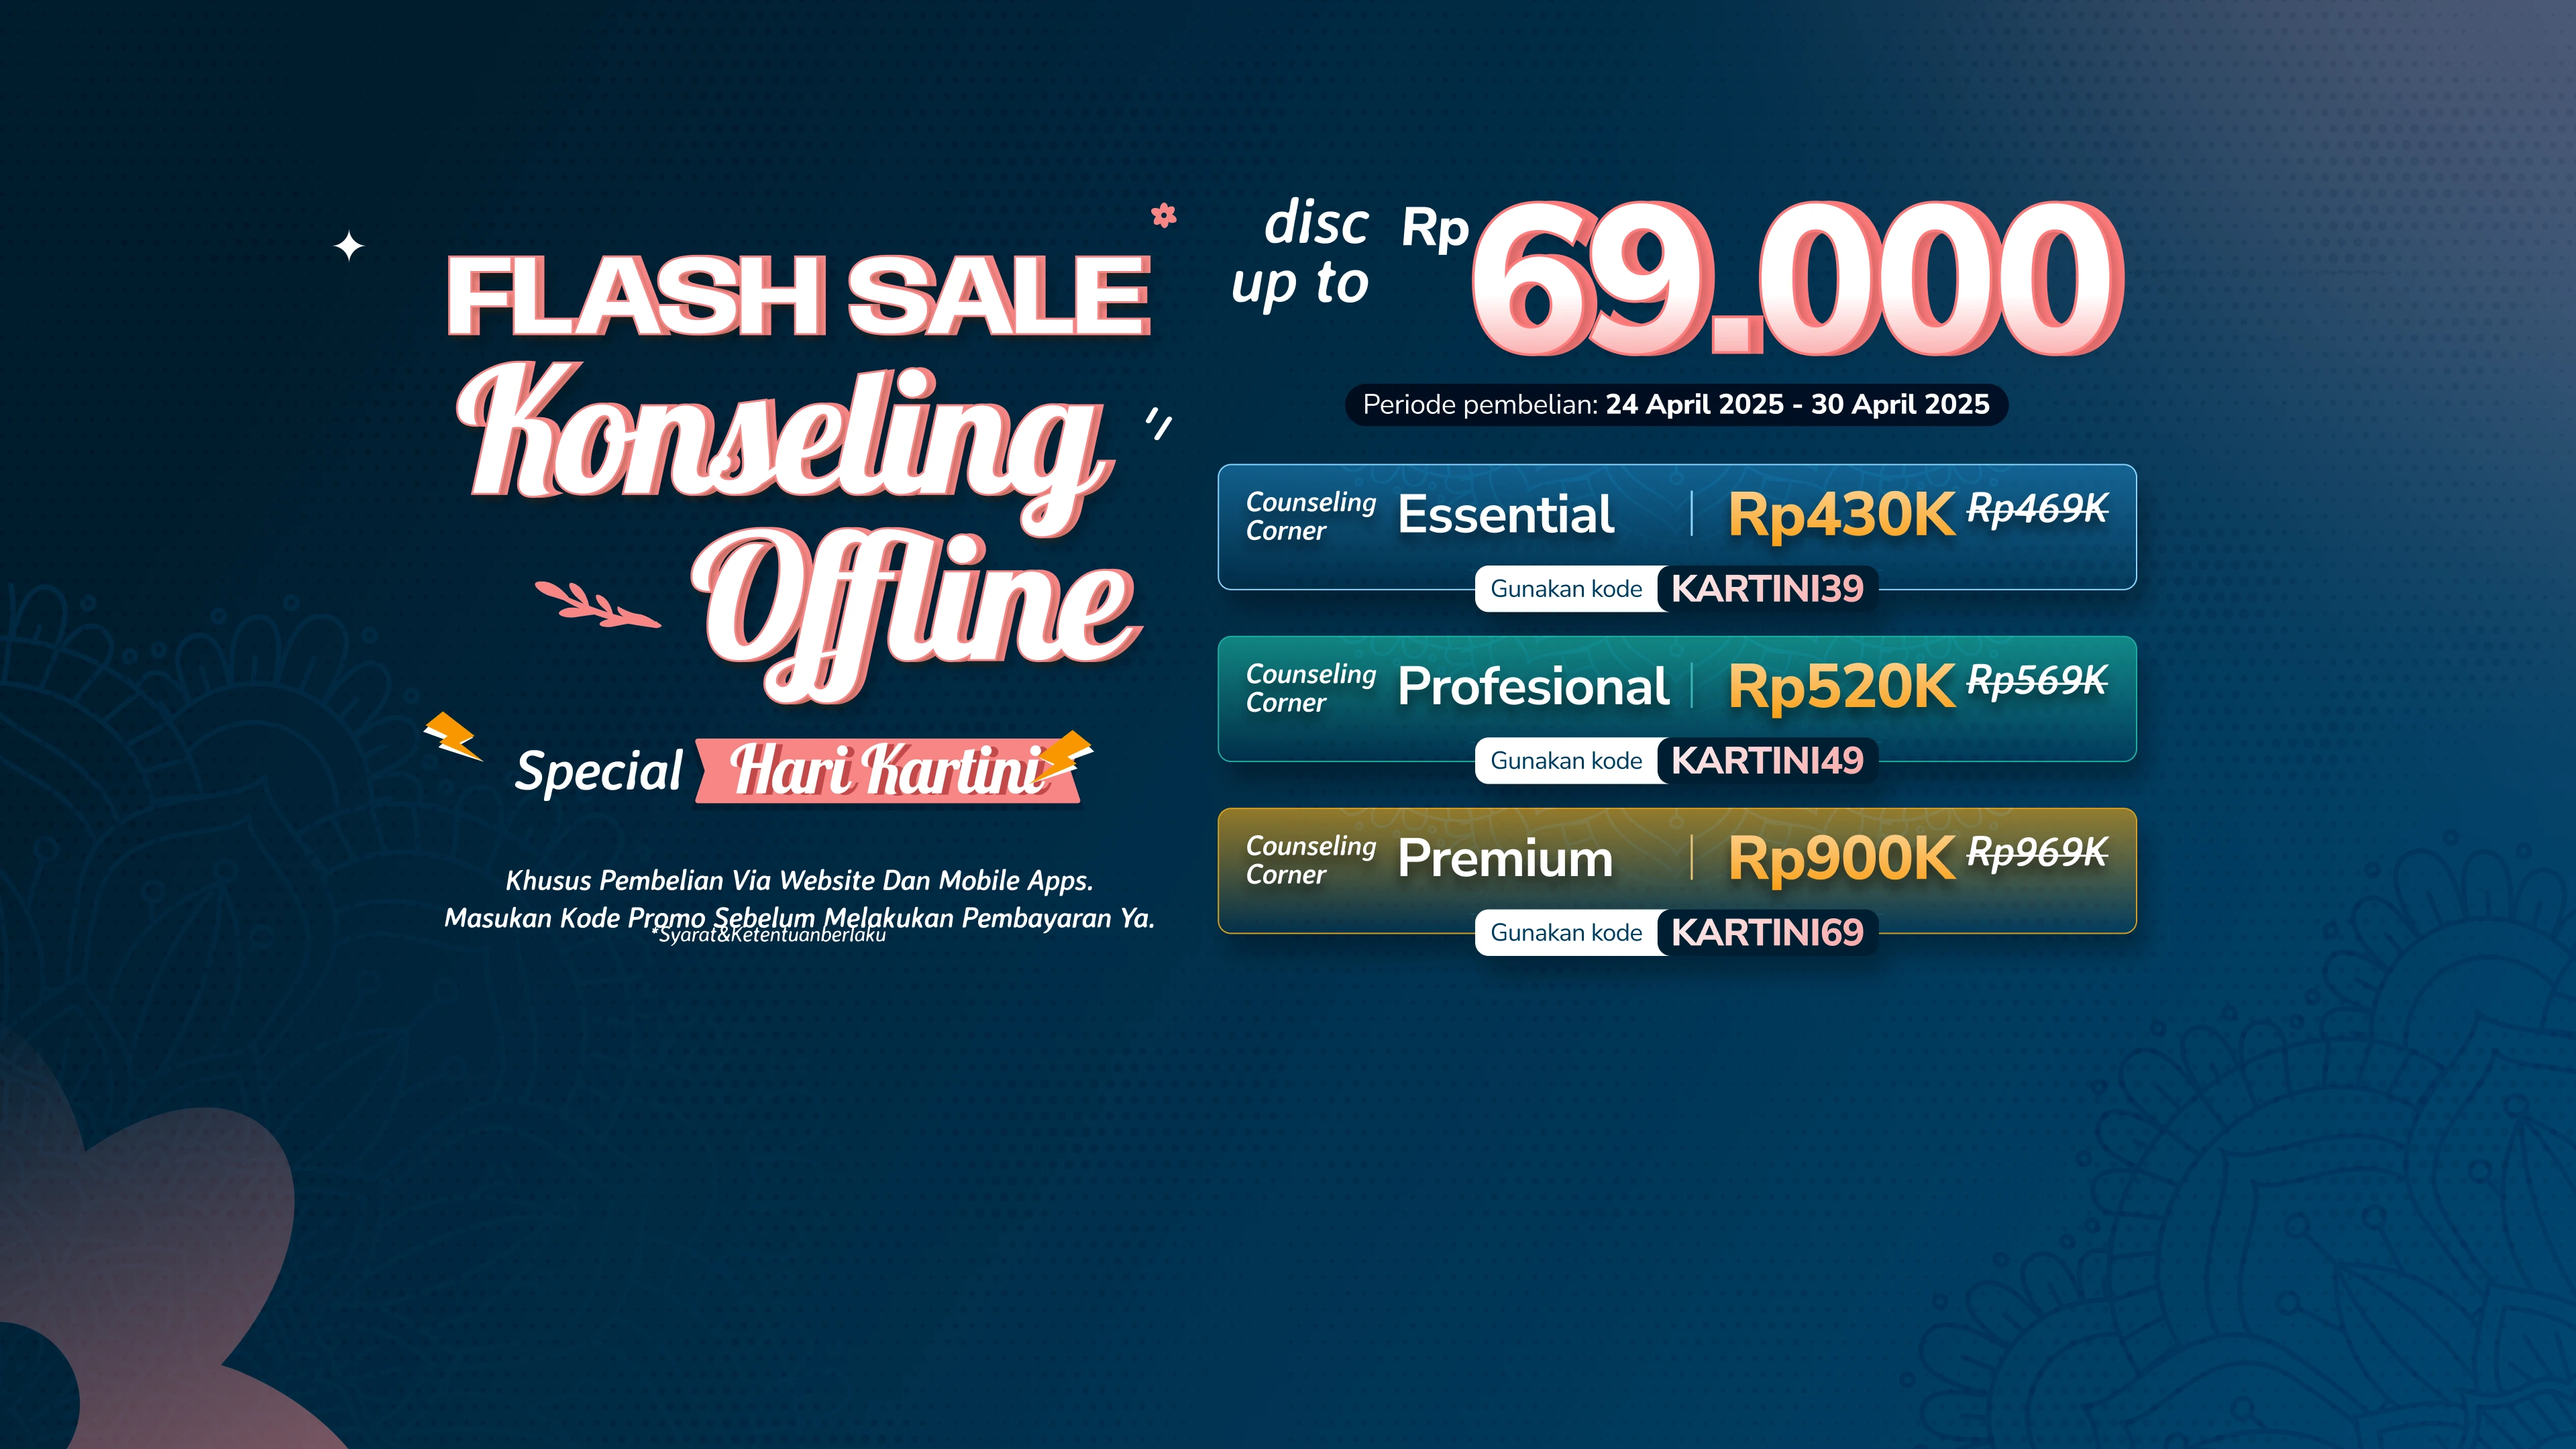 FLASH SALE
Konseling
Offline
Special Hari Kartini
Khusus Pembelian Via Website Dan Mobile Apps.
Masukan Kode Promo Sebelum Melakukan Pembayaran Ya.
*Syarat&Ketentuanberlaku
disc
up to
Rp69.000
Periode pembelian: 24 April 2025 - 30 April 2025
Counseling
Corner
Essential
Rp430K Rp469K
Gunakan kode KARTINI39
Counseling
Corner
Profesional
Rp520K Rp569K
Gunakan kode KARTINI49
Counseling
Corner
Premium
Rp900K Rp969K
Gunakan kode KARTINI69